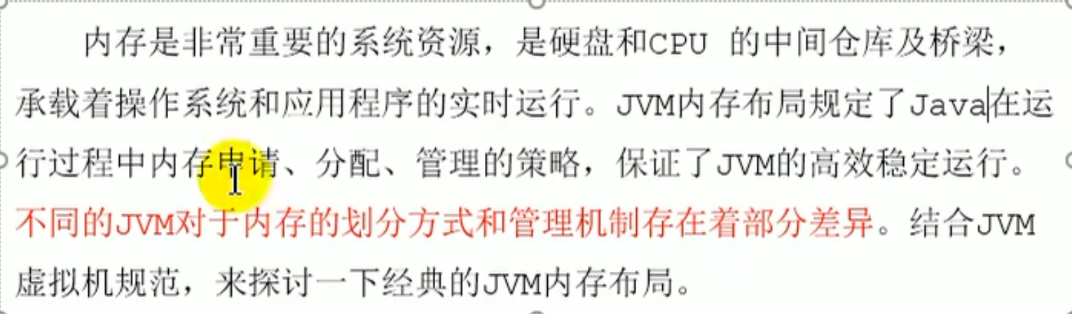 内存是非常重要的系统资源，是硬盘和CPU 的中间仓库及桥梁，
承载着操作系统和应用程序的实时运行。JVM内存布局规定了Java在运
行过程中内存申请、分配、管理的策略，保证了JVM的高效稳定运行。
不同的JVM对于内存的划分方式和管理机制存在着部分差异。结合JVM
虚拟机规范，来探讨一下经典的JVM内存布局。